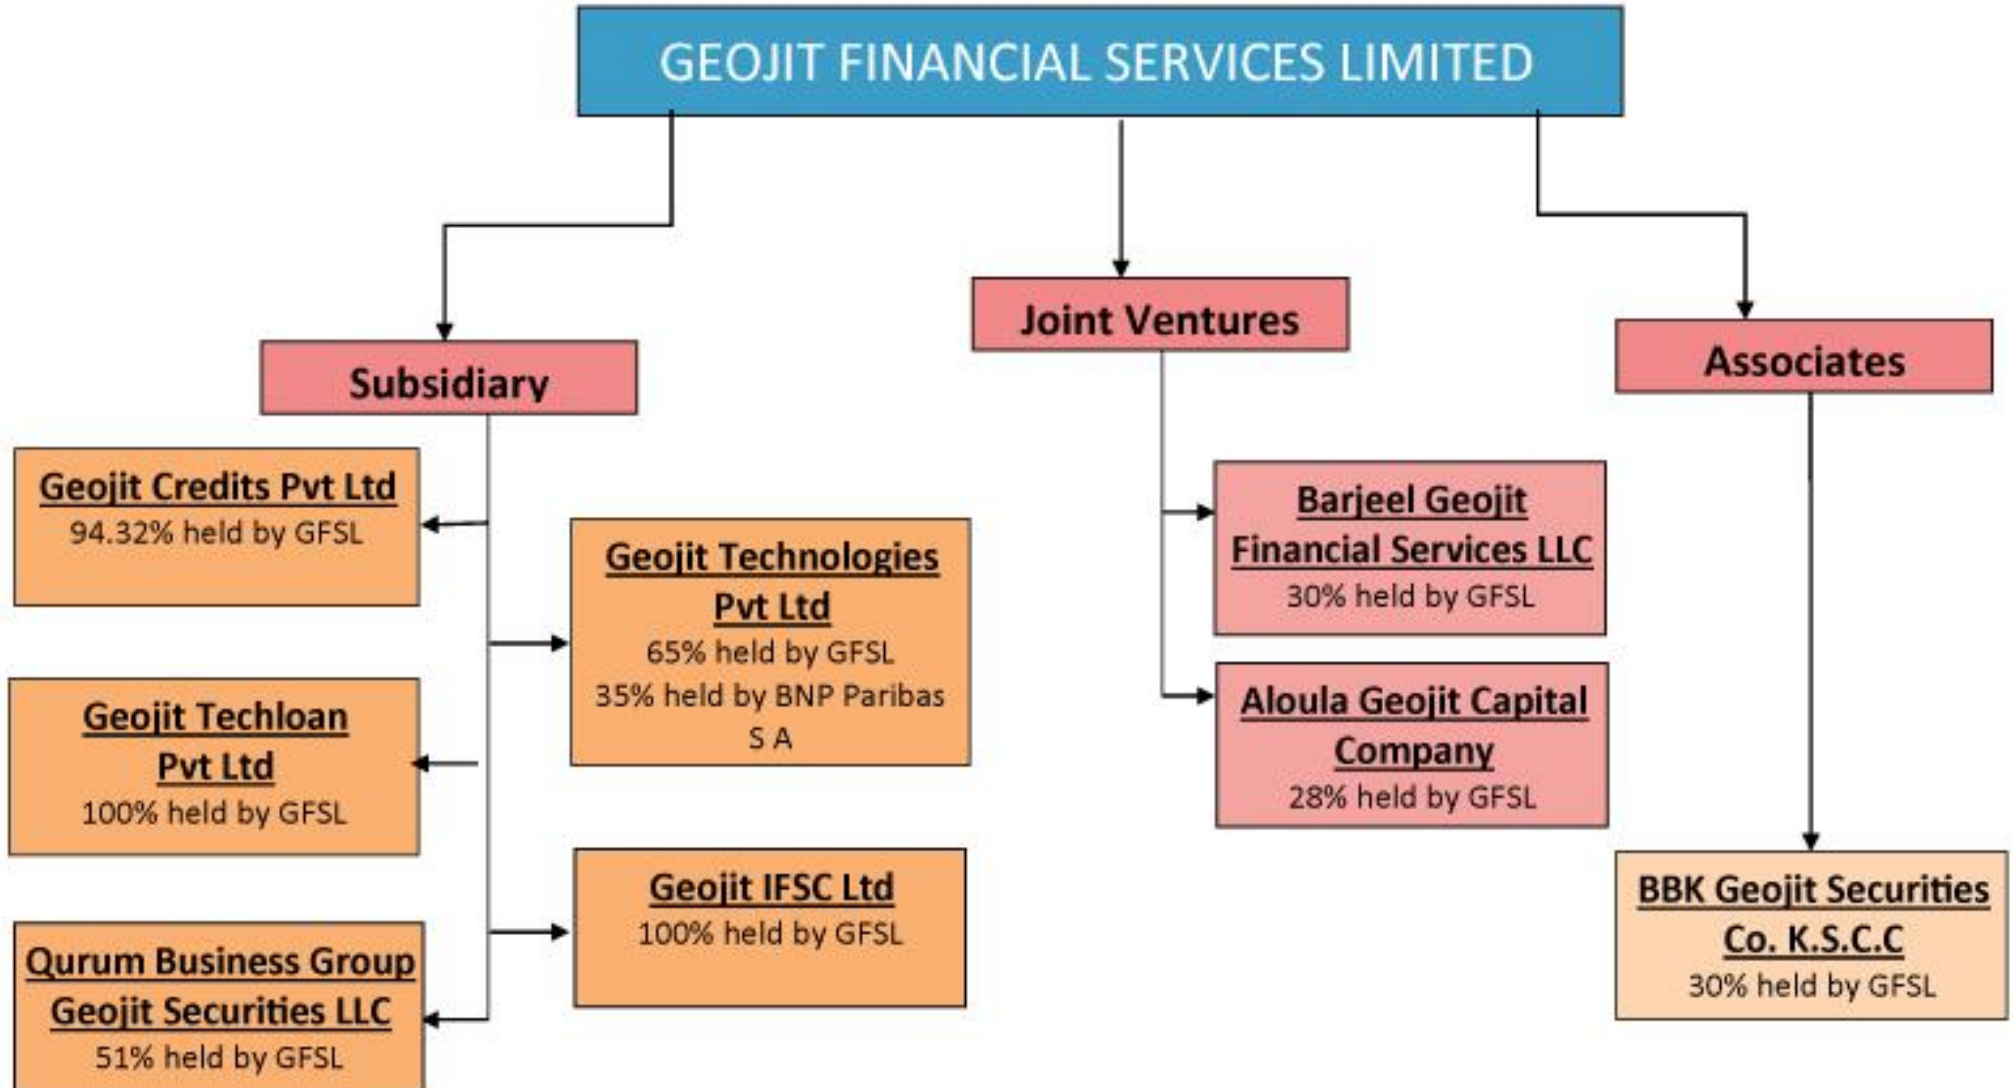 GEOJIT FINANCIAL SERVICES LIMITED
Subsidiary
Geojit Credits Pvt Ltd
94.32% held by GFSL
Geojit Technologies
Pvt Ltd
65% held by GFSL
35% held by BNP Paribas
S A
Geojit Techloan
Pvt Ltd
100% held by GFSL
Geojit IFSC Ltd
100% held by GFSL
Qurum Business Group
Geojit Securities LLC
51% held by GFSL
Joint Ventures
Barjeel Geojit
Financial Services LLC
30% held by GFSL
Aloula Geojit Capital
Company
28% held by GFSL
Associates
BBK Geojit Securities
Co. K.S.C.C
30% held by GFSL